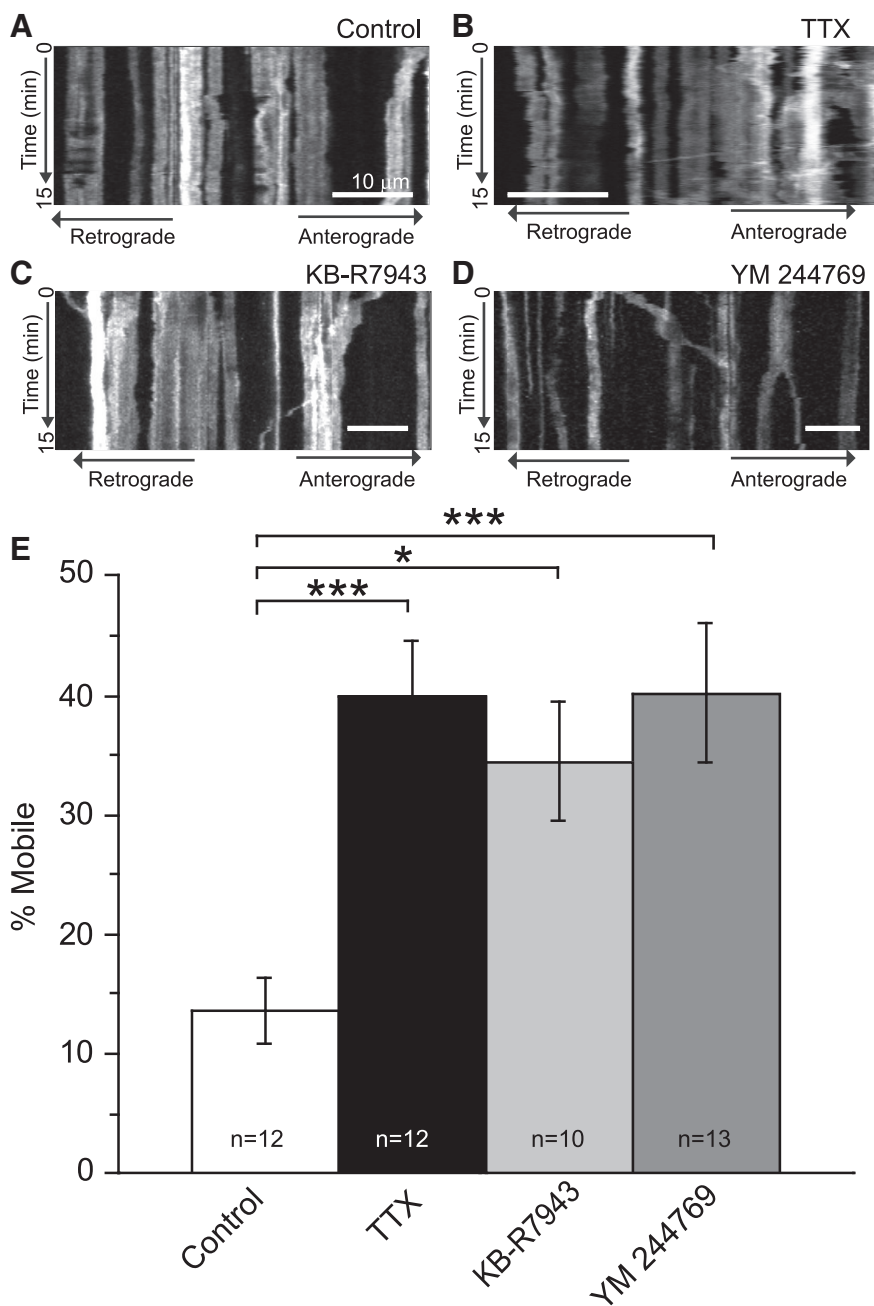 A Control
B TTX
0
Time (min)
15
10 µm
Retrograde
Anterograde
0
Time (min)
15
Retrograde
Anterograde
C KB-R7943
D YM 244769
0
Time (min)
15
Retrograde
Anterograde
0
Time (min)
15
Retrograde
Anterograde
E
***
*
***
50
40
30
20
10
0
% Mobile
n=12
n=12
n=10
n=13
Control
TTX
KB-R7943
YM 244769